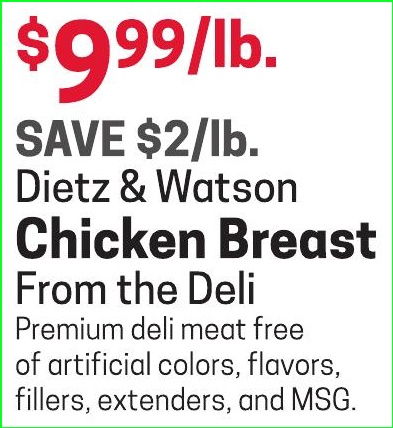 $9.99/lb.
SAVE $2/lb.
Dietz & Watson
Chicken Breast
From the Deli
Premium deli meat free
of artificial colors, flavors,
fillers, extenders, and MSG.